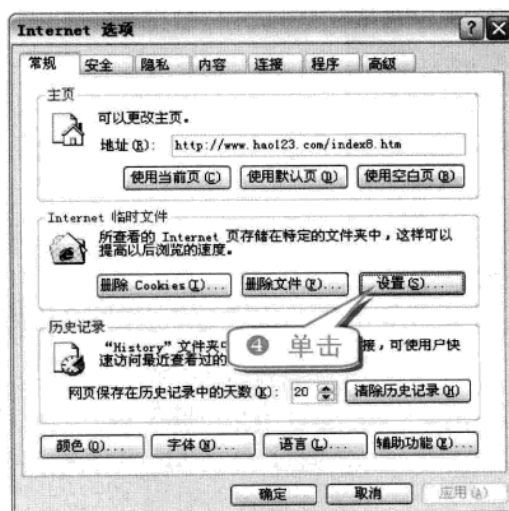 Internet 选项
常规 安全 隐私 内容 连接 程序 高级
主页
可以更改主页。
地址(R): http://www.hao123.com/index8.htm
使用当前页(C) 使用默认页(D) 使用空白页(B)
Internet 临时文件
所查看的 Internet 页存储在特定的文件夹中，这样可以
提高以后浏览的速度。
删除 Cookies(I)... 删除文件(F)... 设置(S)...
历史记录
“History”文件夹中 接，可使用户快
速访问最近查看过的
❹ 单击
网页保存在历史记录中的天数(K): 20 清除历史记录(H)
颜色(O)... 字体(N)... 语言(L)... 辅助功能(E)...
确定 取消 应用(A)